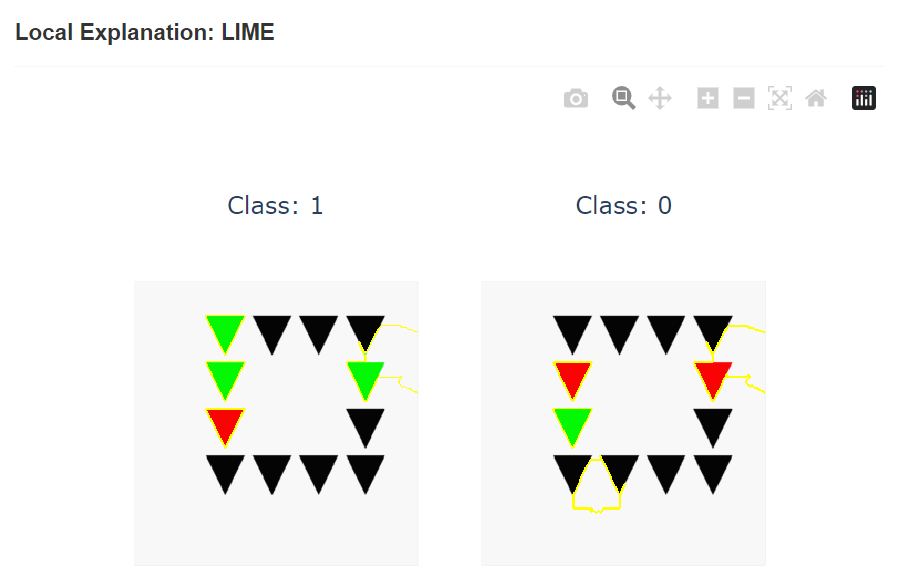 Local Explanation: LIME
Class: 1
Class: 0